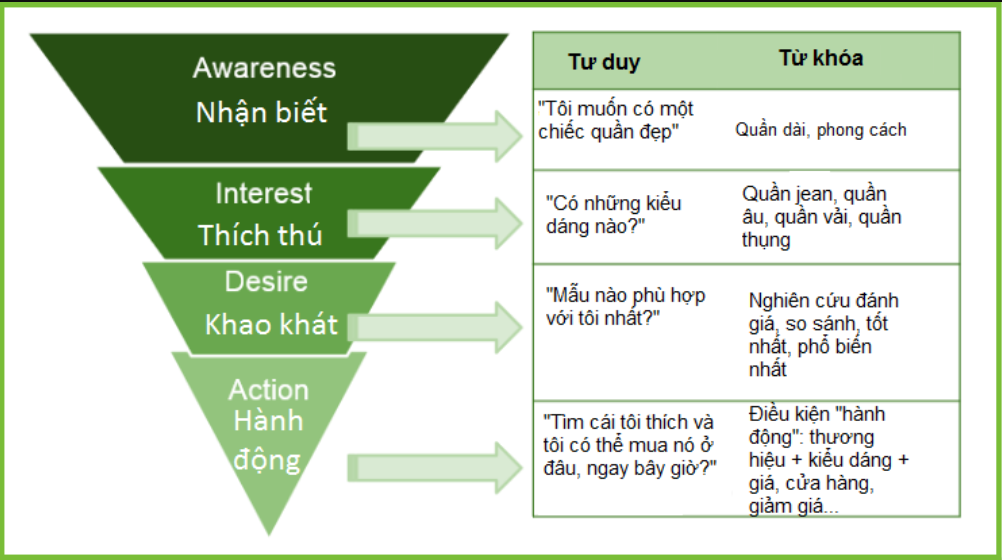 Awareness
Nhận biết
Interest
Thích thú
Desire
Khao khát
Action
Hành
động
Tư duy
Từ khóa
"Tôi muốn có một
chiếc quần đẹp"
Quần dài, phong cách
"Có những kiểu
dáng nào?"
Quần jean, quần
âu, quần vải, quần
thụng
"Mẫu nào phù hợp
với tôi nhất?"
Nghiên cứu đánh
giá, so sánh, tốt
nhất, phổ biến
nhất
"Tìm cái tôi thích và
tôi có thể mua nó ở
đâu, ngay bây giờ?"
Điều kiện "hành
động": thương
hiệu + kiểu dáng +
giá, cửa hàng,
giảm giá...